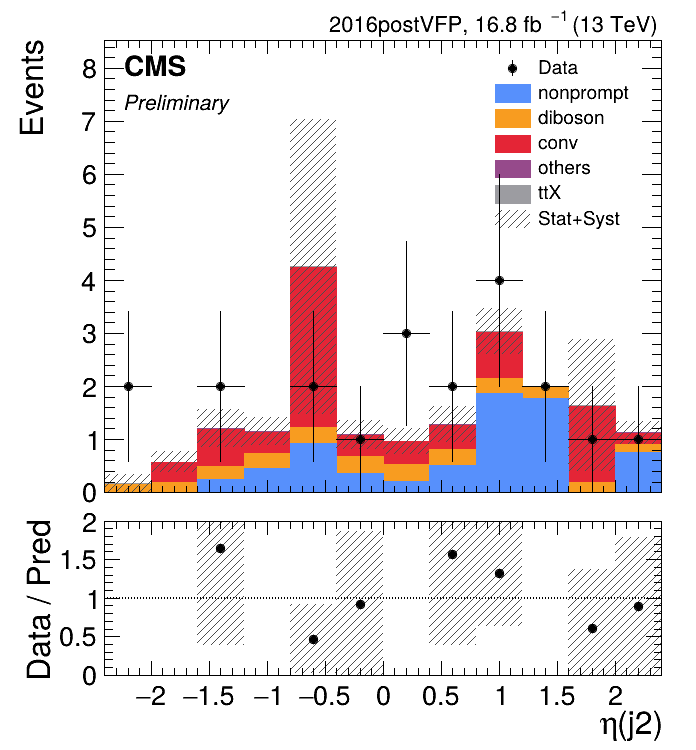 2016postVFP, 16.8 fb ⁻¹ (13 TeV)
CMS
Preliminary
Events
Data
nonprompt
diboson
conv
others
ttX
Stat+Syst
8
7
6
5
4
3
2
1
0
Data / Pred
2
1.5
1
0.5
0
−2 −1.5 −1 −0.5 0 0.5 1 1.5 2
η(j2)